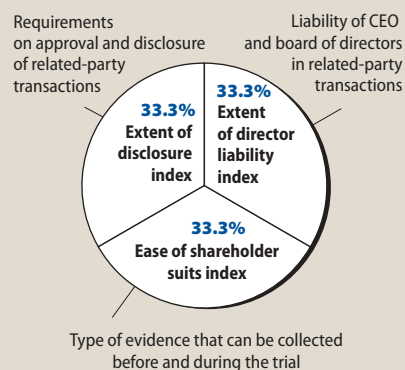 Requirements
on approval and disclosure
of related-party
transactions
Liability of CEO
and board of directors
in related-party
transactions
33.3%
Extent of
disclosure
index
33.3%
Extent
of director
liability
index
33.3%
Ease of shareholder
suits index
Type of evidence that can be collected
before and during the trial